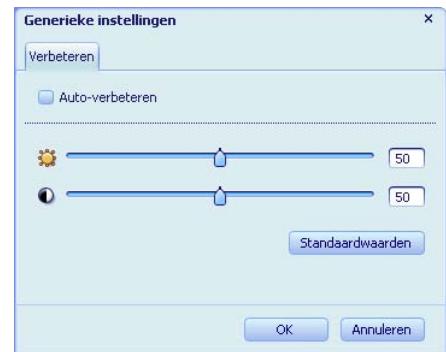 Generieke instellingen
Verbeteren
Auto-verbeteren
50
50
Standaardwaarden
OK Annuleren